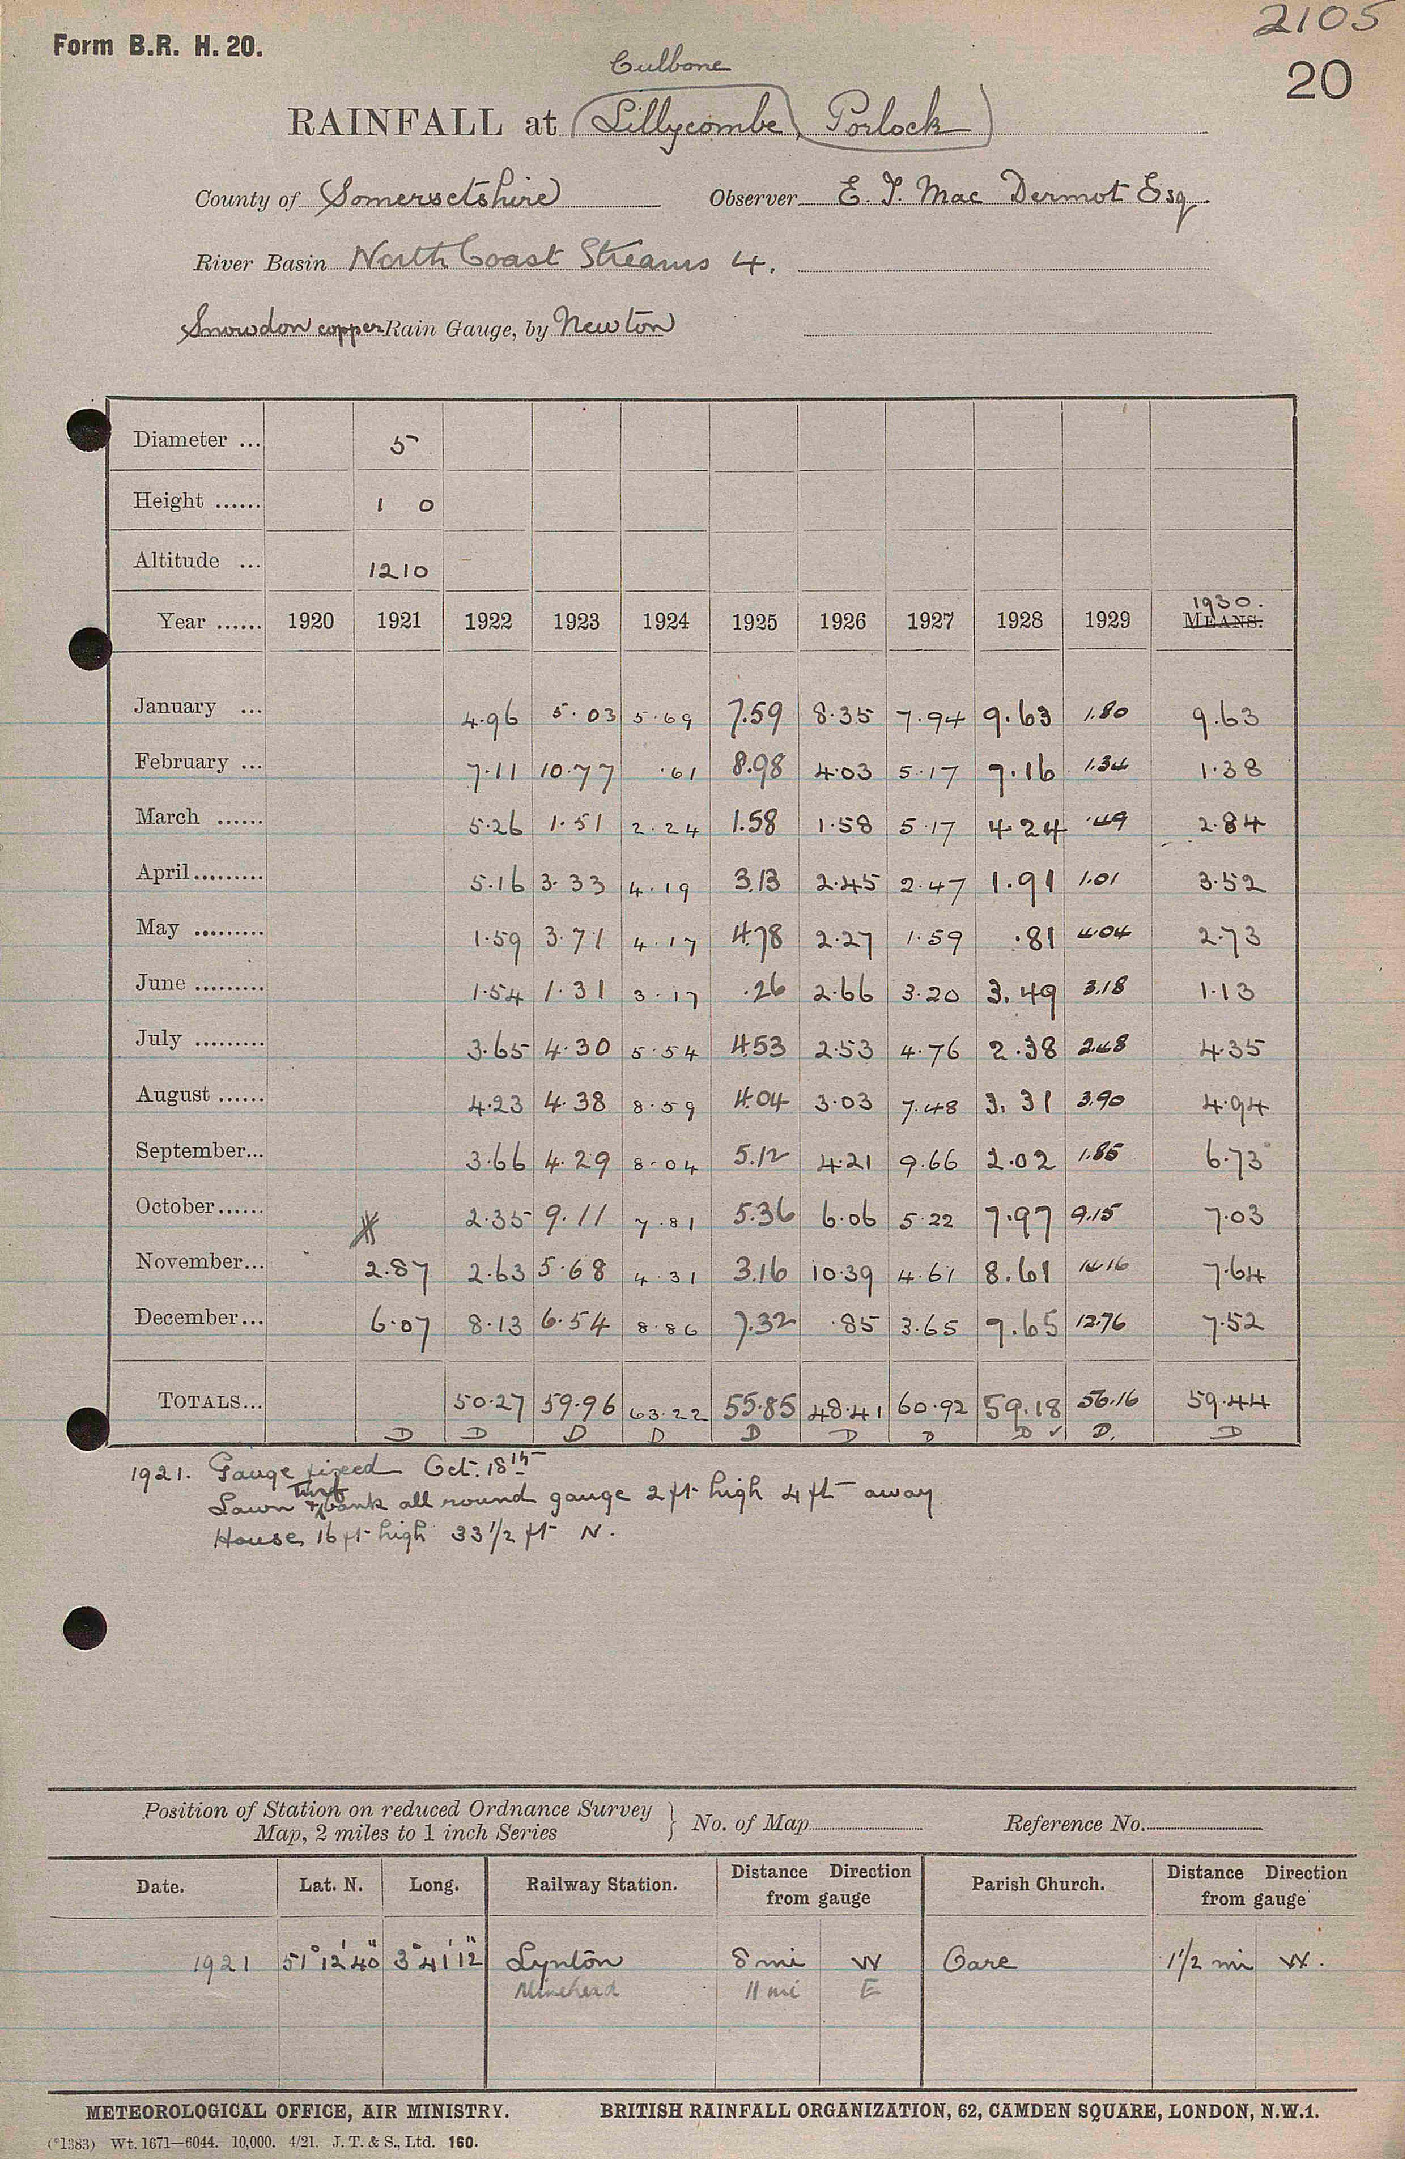 2105
Form B.R. H. 20.
20
Culbone
RAINFALL at (Lillycombe, Porlock)
County of Somersetshire Observer E. T. Mac Dermot Esq
River Basin North Coast Streams 4.
Snowdon copper Rain Gauge, by Newton
Diameter ... 5
Height ...... 1 0
Altitude ... 1210
1930.
Year ...... 1920 1921 1922 1923 1924 1925 1926 1927 1928 1929 MEANS.
January ... 4.96 5.03 5.69 7.59 8.35 7.94 9.63 1.80 9.63
February ... 7.11 10.77 .61 8.98 4.03 5.17 7.16 1.34 1.38
March ...... 5.26 1.51 2.24 1.58 1.58 5.17 4.24 .49 2.84
April......... 5.16 3.33 4.19 3.13 2.45 2.47 1.91 1.01 3.52
May ......... 1.59 3.71 4.17 4.78 2.27 1.59 .81 4.04 2.73
June ......... 1.54 1.31 3.17 .26 2.66 3.20 3.49 3.18 1.13
July ......... 3.65 4.30 5.54 4.53 2.53 4.76 2.38 2.48 4.35
August ...... 4.23 4.38 8.59 4.04 3.03 7.48 3.31 3.90 4.94
September... 3.66 4.29 8.04 5.12 4.21 9.66 2.02 1.85 6.73
October...... 2.35 9.11 7.81 5.36 6.06 5.22 7.97 9.15 7.03
November... 2.87 2.63 5.68 4.31 3.16 10.39 4.61 8.61 14.16 7.64
December... 6.07 8.13 6.54 8.86 7.32 .85 3.65 7.65 12.76 7.52
TOTALS... 50.27 59.96 63.22 55.85 48.41 60.92 59.18 56.16 59.44
D D D D D D D D ✓ D. D
1921. Gauge fixed Oct. 18th
Turf
Lawn & bank all round gauge 2 ft high 4 ft away
House 16 ft high 33 1/2 ft N.
Position of Station on reduced Ordnance Survey
Map, 2 miles to 1 inch Series } No. of Map Reference No.
Date. Lat. N. Long. Railway Station. Distance Direction from gauge Parish Church. Distance Direction from gauge
1921 51° 12' 40" 3° 41' 12" Lynton 8 mi W Oare 1 1/2 mi W.
Minehead 11 mi E
METEOROLOGICAL OFFICE, AIR MINISTRY. BRITISH RAINFALL ORGANIZATION, 62, CAMDEN SQUARE, LONDON, N.W.1.
(*1383) Wt. 1671—6044. 10,000. 4/21. J. T. & S., Ltd. 160.